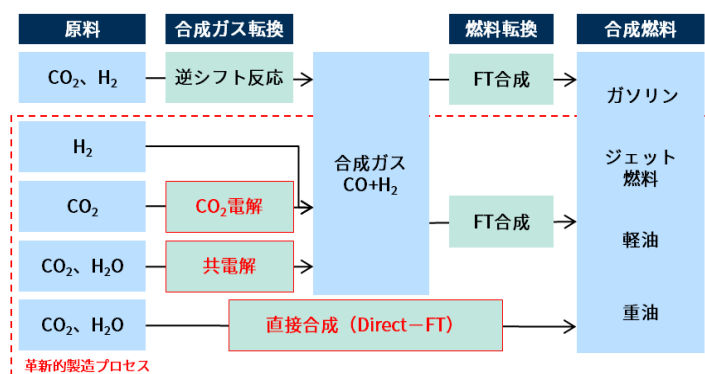 原料
合成ガス転換
燃料転換
合成燃料
CO₂、H₂
逆シフト反応
FT合成
H₂
CO₂
CO₂電解
CO₂、H₂O
共電解
合成ガス
CO+H₂
FT合成
CO₂、H₂O
直接合成（Direct－FT）
ガソリン
ジェット
燃料
軽油
重油
革新的製造プロセス